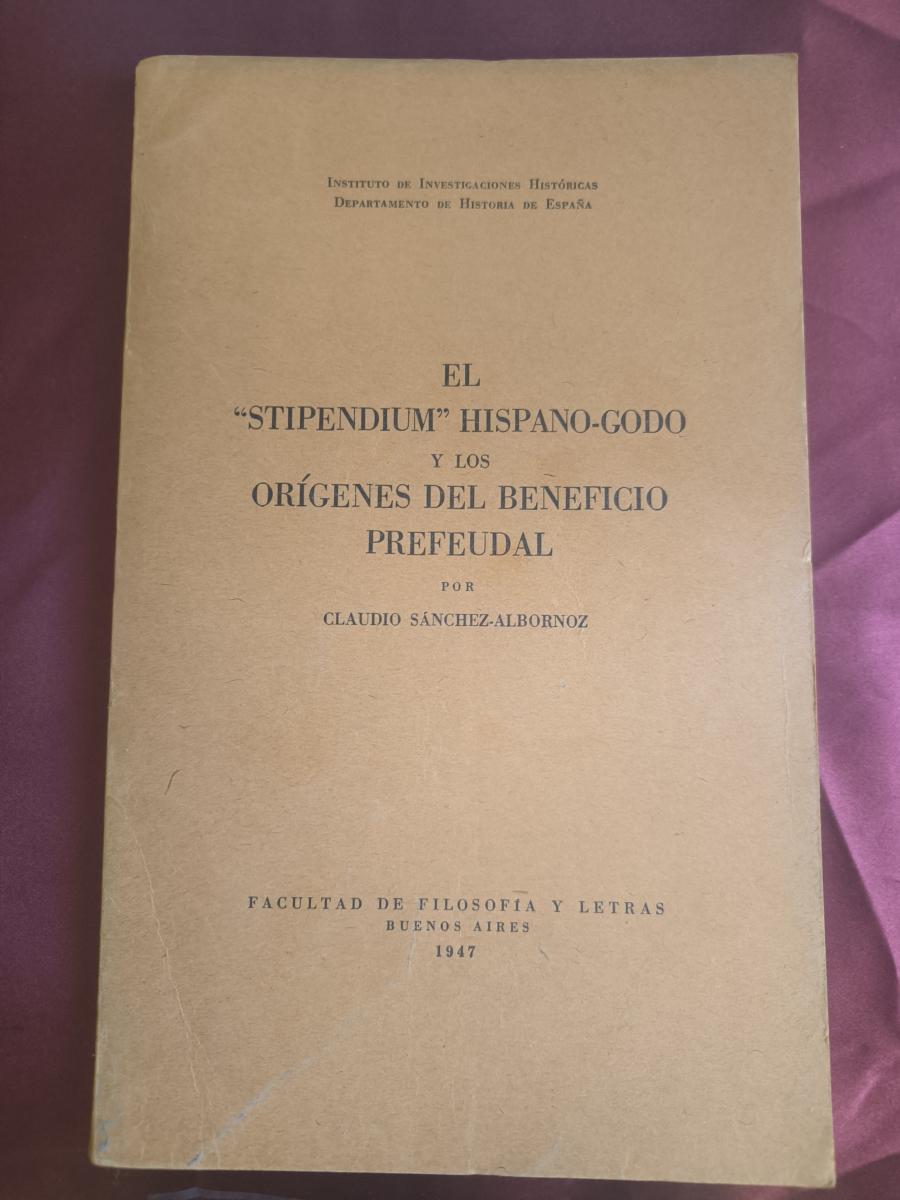 Instituto de Investigaciones Históricas
Departamento de Historia de España
EL
“STIPENDIUM” HISPANO-GODO
Y LOS
ORÍGENES DEL BENEFICIO
PREFEUDAL
POR
CLAUDIO SÁNCHEZ-ALBORNOZ
FACULTAD DE FILOSOFÍA Y LETRAS
BUENOS AIRES
1947